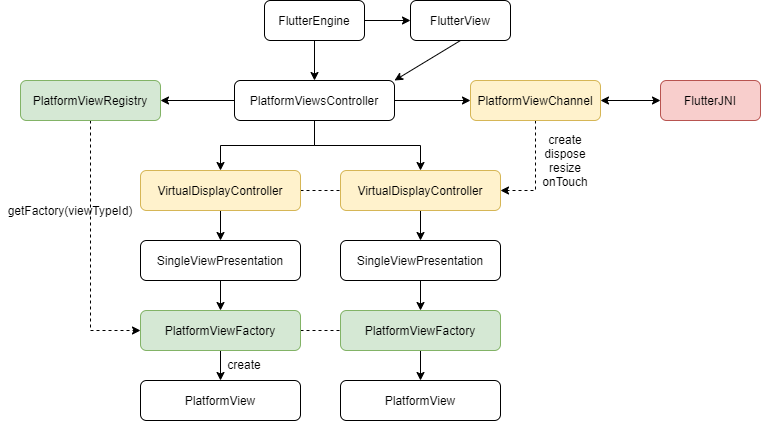 FlutterEngine
FlutterView
PlatformViewRegistry
PlatformViewsController
PlatformViewChannel
FlutterJNI
create
dispose
resize
onTouch
VirtualDisplayController
VirtualDisplayController
getFactory(viewTypeId)
SingleViewPresentation
SingleViewPresentation
PlatformViewFactory
PlatformViewFactory
create
PlatformView
PlatformView